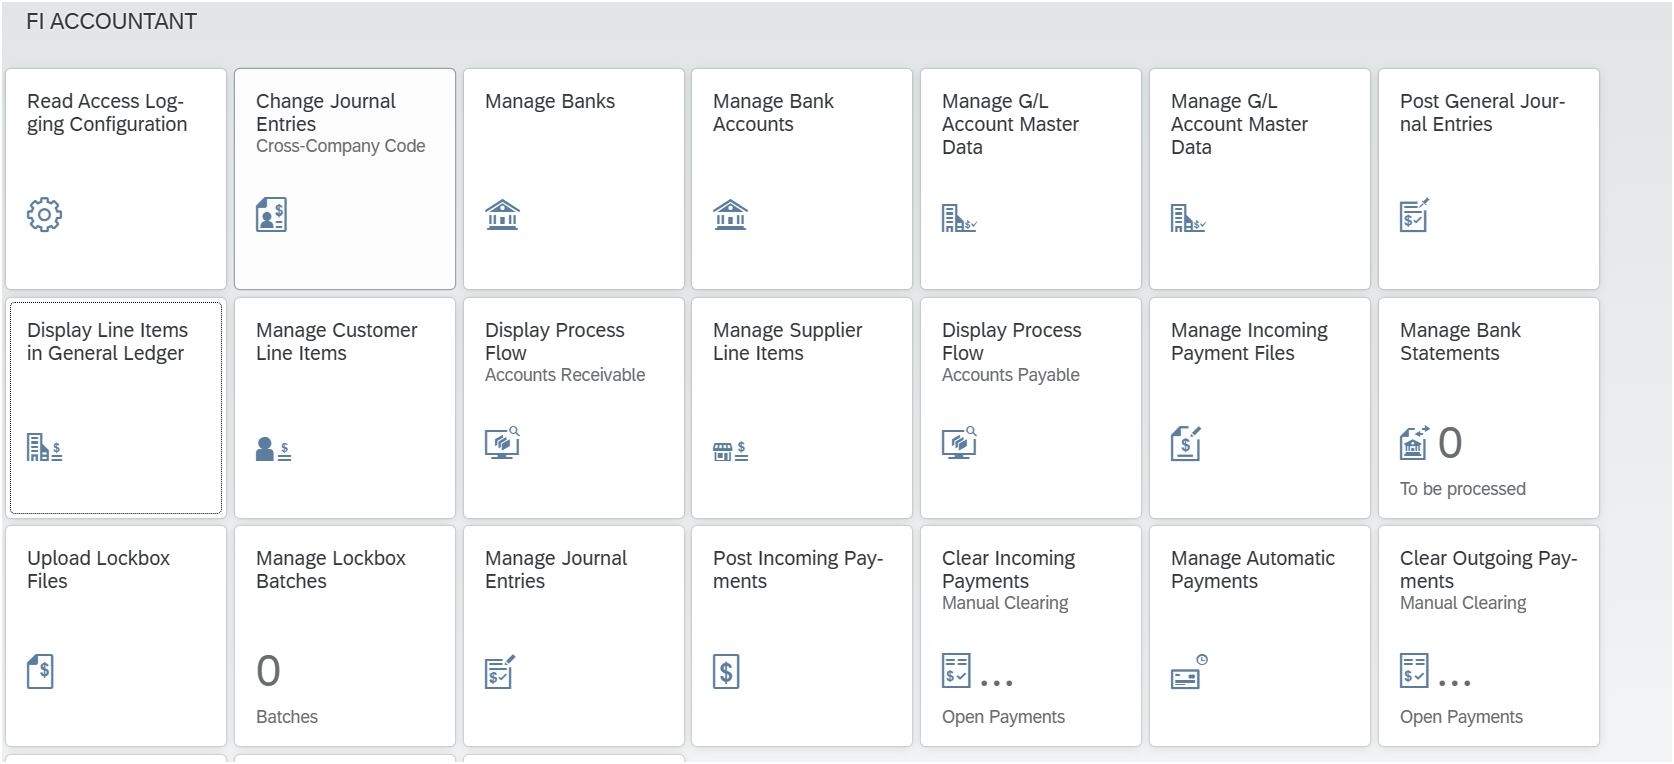 FI ACCOUNTANT
Read Access Log-
ging Configuration
Change Journal
Entries
Cross-Company Code
Manage Banks
Manage Bank
Accounts
Manage G/L
Account Master
Data
Manage G/L
Account Master
Data
Post General Jour-
nal Entries
Display Line Items
in General Ledger
Manage Customer
Line Items
Display Process
Flow
Accounts Receivable
Manage Supplier
Line Items
Display Process
Flow
Accounts Payable
Manage Incoming
Payment Files
Manage Bank
Statements
0
To be processed
Upload Lockbox
Files
Manage Lockbox
Batches
0
Batches
Manage Journal
Entries
Post Incoming Pay-
ments
Clear Incoming
Payments
Manual Clearing
...
Open Payments
Manage Automatic
Payments
Clear Outgoing Pay-
ments
Manual Clearing
...
Open Payments